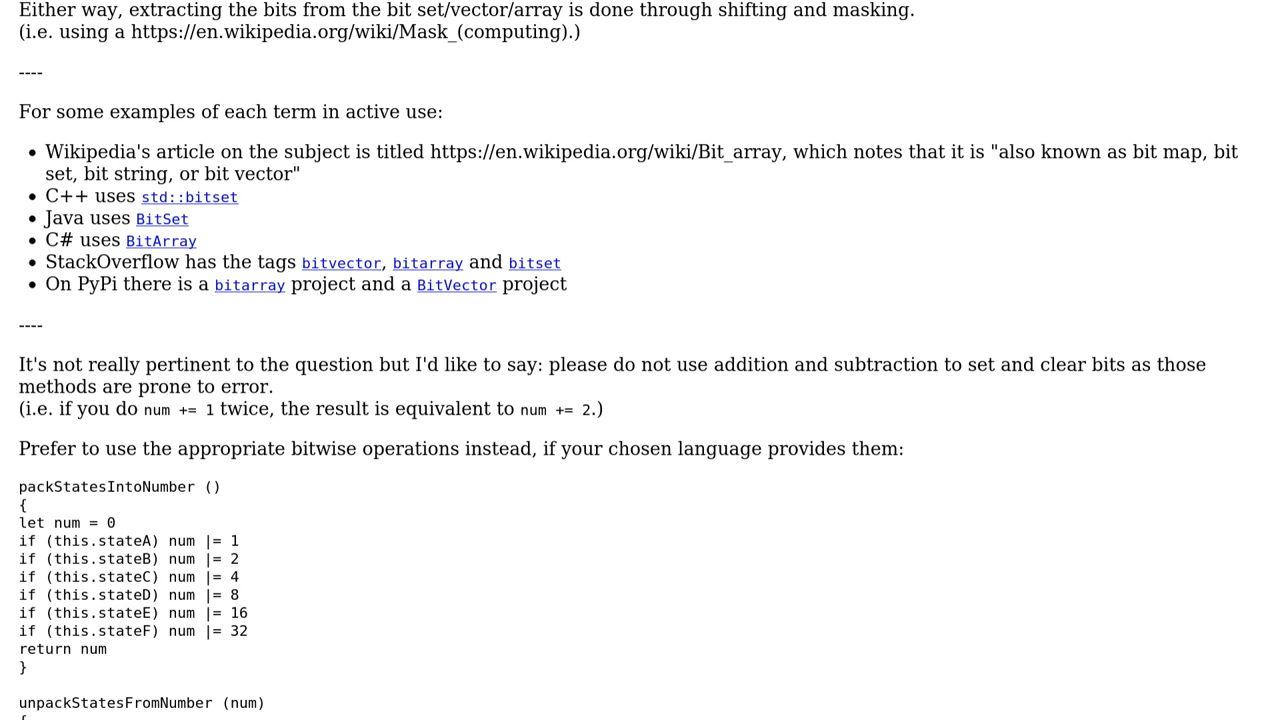 Either way, extracting the bits from the bit set/vector/array is done through shifting and masking.
(i.e. using a https://en.wikipedia.org/wiki/Mask_(computing).)
----
For some examples of each term in active use:
• Wikipedia's article on the subject is titled https://en.wikipedia.org/wiki/Bit_array, which notes that it is "also known as bit map, bit
set, bit string, or bit vector"
• C++ uses std::bitset
• Java uses BitSet
• C# uses BitArray
• StackOverflow has the tags bitvector, bitarray and bitset
• On PyPi there is a bitarray project and a BitVector project
----
It's not really pertinent to the question but I'd like to say: please do not use addition and subtraction to set and clear bits as those
methods are prone to error.
(i.e. if you do num += 1 twice, the result is equivalent to num += 2.)
Prefer to use the appropriate bitwise operations instead, if your chosen language provides them:
packStatesIntoNumber ()
{
let num = 0
if (this.stateA) num |= 1
if (this.stateB) num |= 2
if (this.stateC) num |= 4
if (this.stateD) num |= 8
if (this.stateE) num |= 16
if (this.stateF) num |= 32
return num
}
unpackStatesFromNumber (num)
{